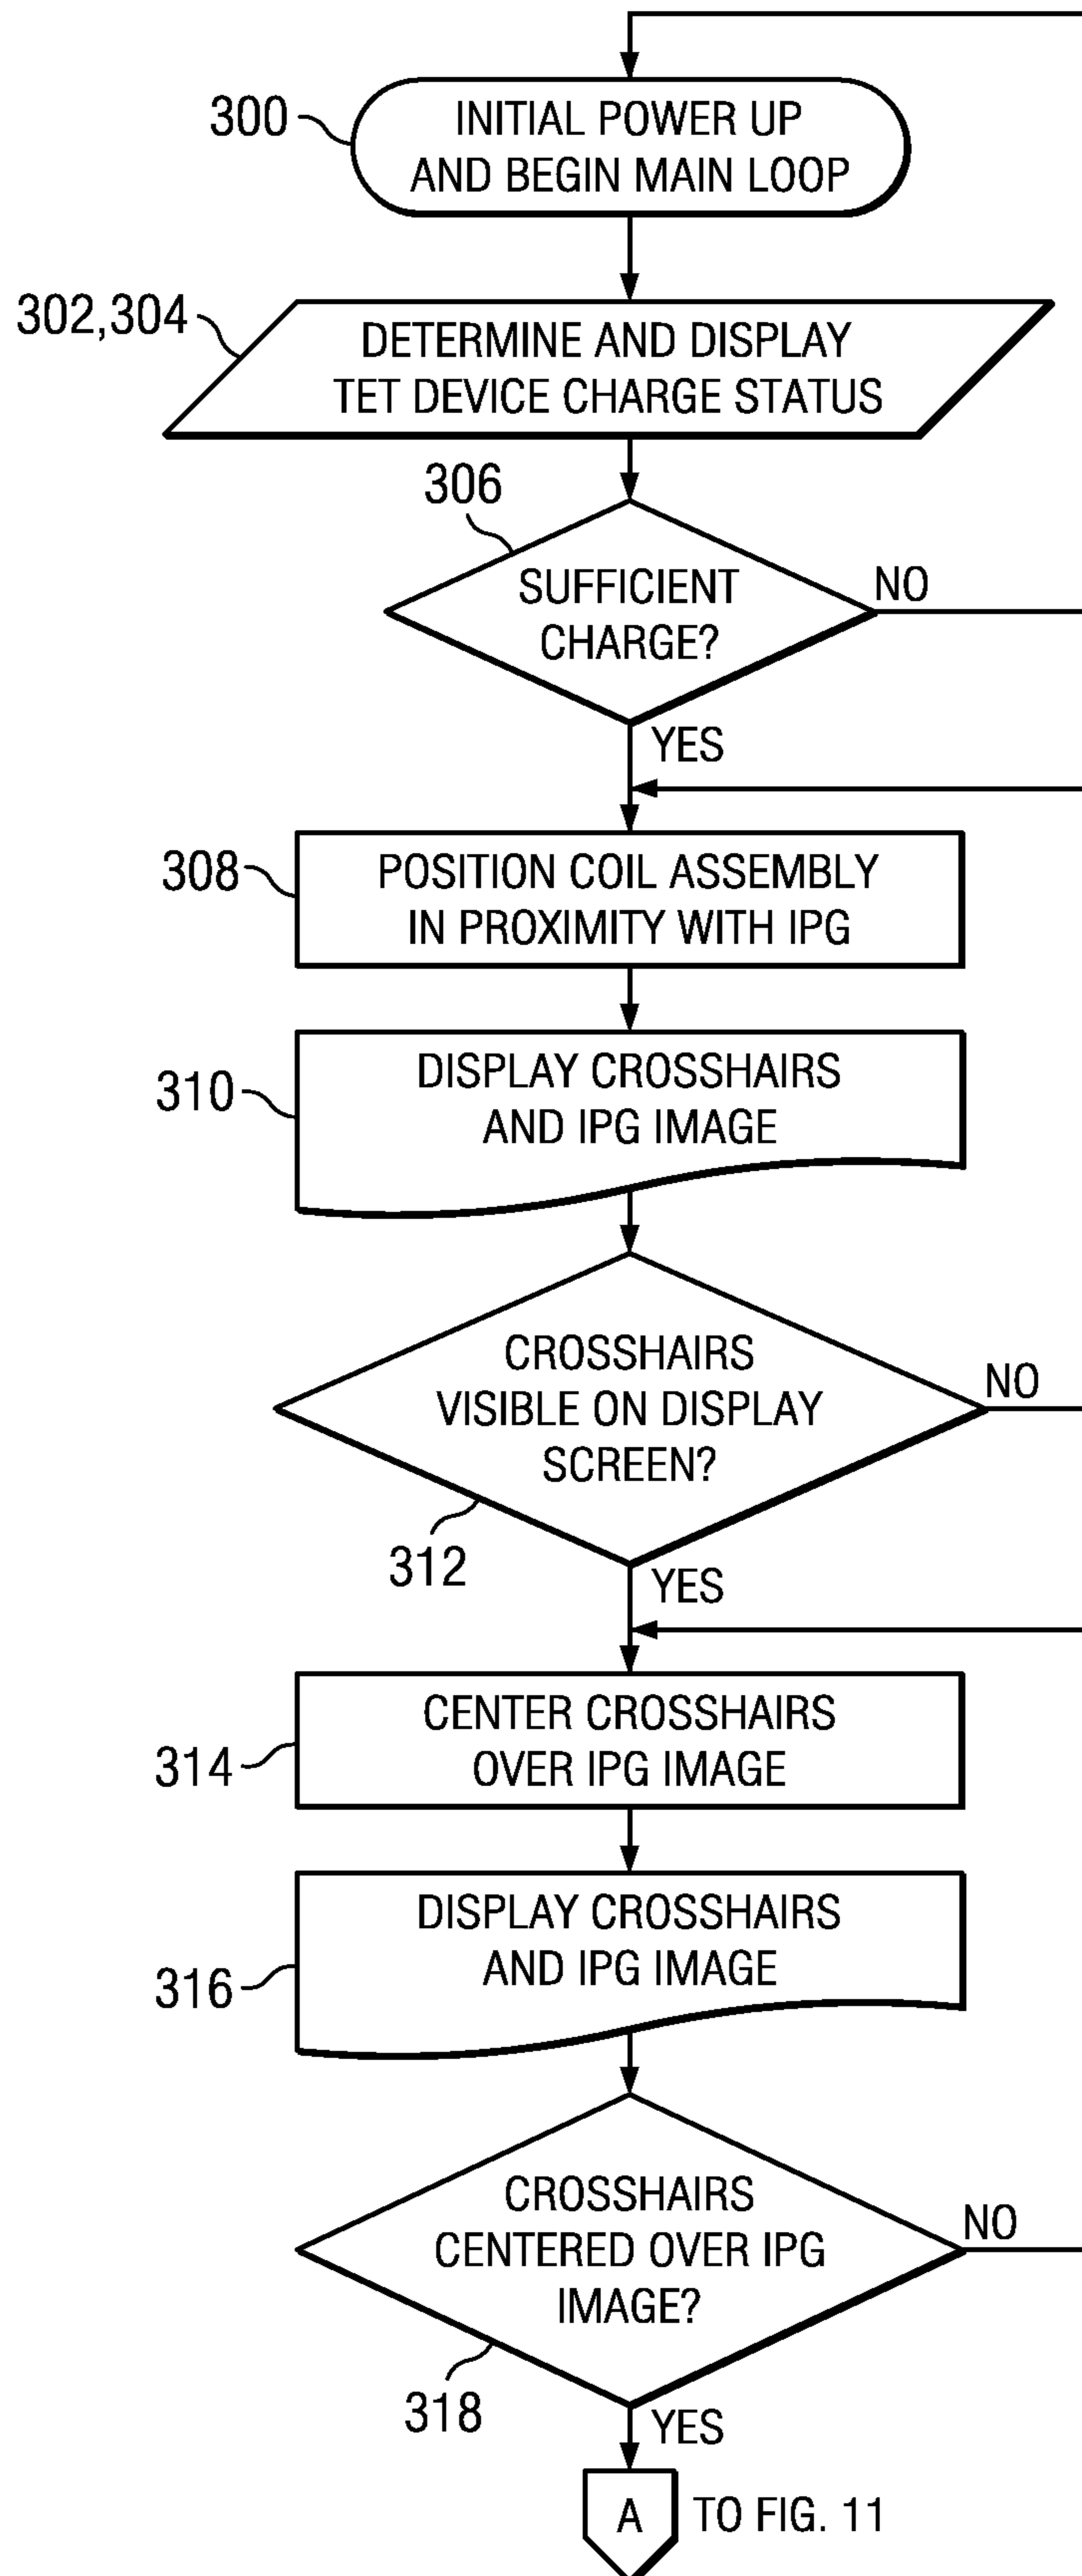 300
INITIAL POWER UP
AND BEGIN MAIN LOOP
302,304
DETERMINE AND DISPLAY
TET DEVICE CHARGE STATUS
306
SUFFICIENT
CHARGE?
NO
YES
308
POSITION COIL ASSEMBLY
IN PROXIMITY WITH IPG
310
DISPLAY CROSSHAIRS
AND IPG IMAGE
CROSSHAIRS
VISIBLE ON DISPLAY
SCREEN?
NO
312
YES
314
CENTER CROSSHAIRS
OVER IPG IMAGE
316
DISPLAY CROSSHAIRS
AND IPG IMAGE
CROSSHAIRS
CENTERED OVER IPG
IMAGE?
NO
318
YES
A
TO FIG. 11